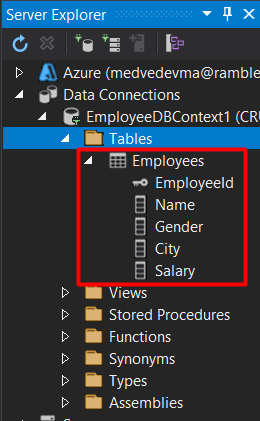 Server Explorer
Azure (medvedevma@ramble
Data Connections
EmployeeDBContext1 (CRU
Tables
Employees
EmployeeId
Name
Gender
City
Salary
Views
Stored Procedures
Functions
Synonyms
Types
Assemblies